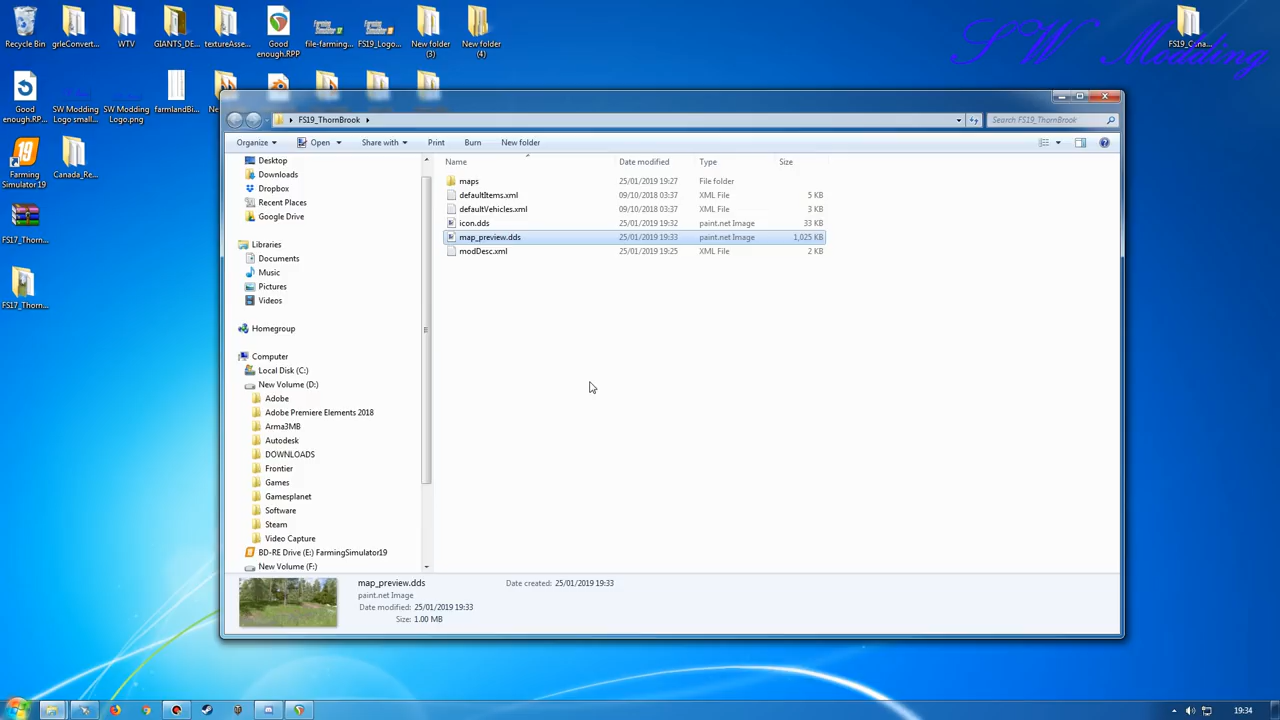 Recycle Bin
grleConvert...
WTV
GIANTS_DE...
textureAsse...
Good enough.RPP
file-farming...
FS19_Logo...
New folder (3)
New folder (4)
SW Modding
Good enough.RP...
SW Modding Logo small...
SW Modding Logo.png
farmlandBi...
Farming Simulator 19
Canada_Re...
FS17_Thorn...
FS17_Thorn...
FS19_ThornBrook
Search FS19_ThornBrook
Organize
Open
Share with
Print
Burn
New folder
Name
Date modified
Type
Size
Desktop
Downloads
Dropbox
Recent Places
Google Drive
Libraries
Documents
Music
Pictures
Videos
Homegroup
Computer
Local Disk (C:)
New Volume (D:)
Adobe
Adobe Premiere Elements 2018
Arma3MB
Autodesk
DOWNLOADS
Frontier
Games
Gamesplanet
Software
Steam
Video Capture
BD-RE Drive (E:) FarmingSimulator19
New Volume (F:)
maps 25/01/2019 19:27 File folder
defaultItems.xml 09/10/2018 03:37 XML File 5 KB
defaultVehicles.xml 09/10/2018 03:37 XML File 3 KB
icon.dds 25/01/2019 19:32 paint.net Image 33 KB
map_preview.dds 25/01/2019 19:33 paint.net Image 1,025 KB
modDesc.xml 25/01/2019 19:25 XML File 2 KB
map_preview.dds
Date created: 25/01/2019 19:33
paint.net Image
Date modified: 25/01/2019 19:33
Size: 1.00 MB
19:34